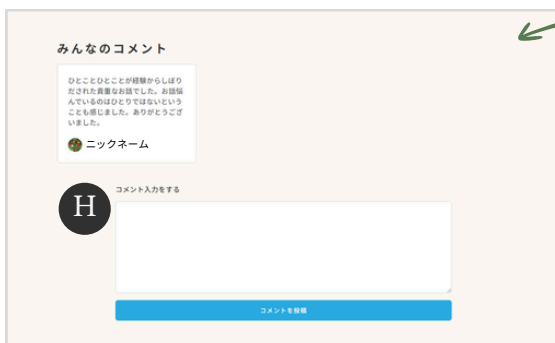 みんなのコメント
ひとことひとことが経験からしぼり
だされた貴重なお話でした。お話悩
んでいるのはひとりではないという
ことも感じました。ありがとうござ
いました。
ニックネーム
H
コメント入力をする
コメントを投稿